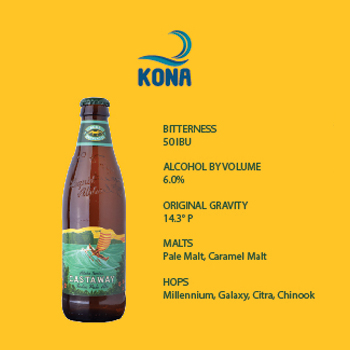 KONA
BITTERNESS
50 IBU
ALCOHOL BY VOLUME
6.0%
ORIGINAL GRAVITY
14.3° P
MALTS
Pale Malt, Caramel Malt
HOPS
Millennium, Galaxy, Citra, Chinook
CASTAWAY